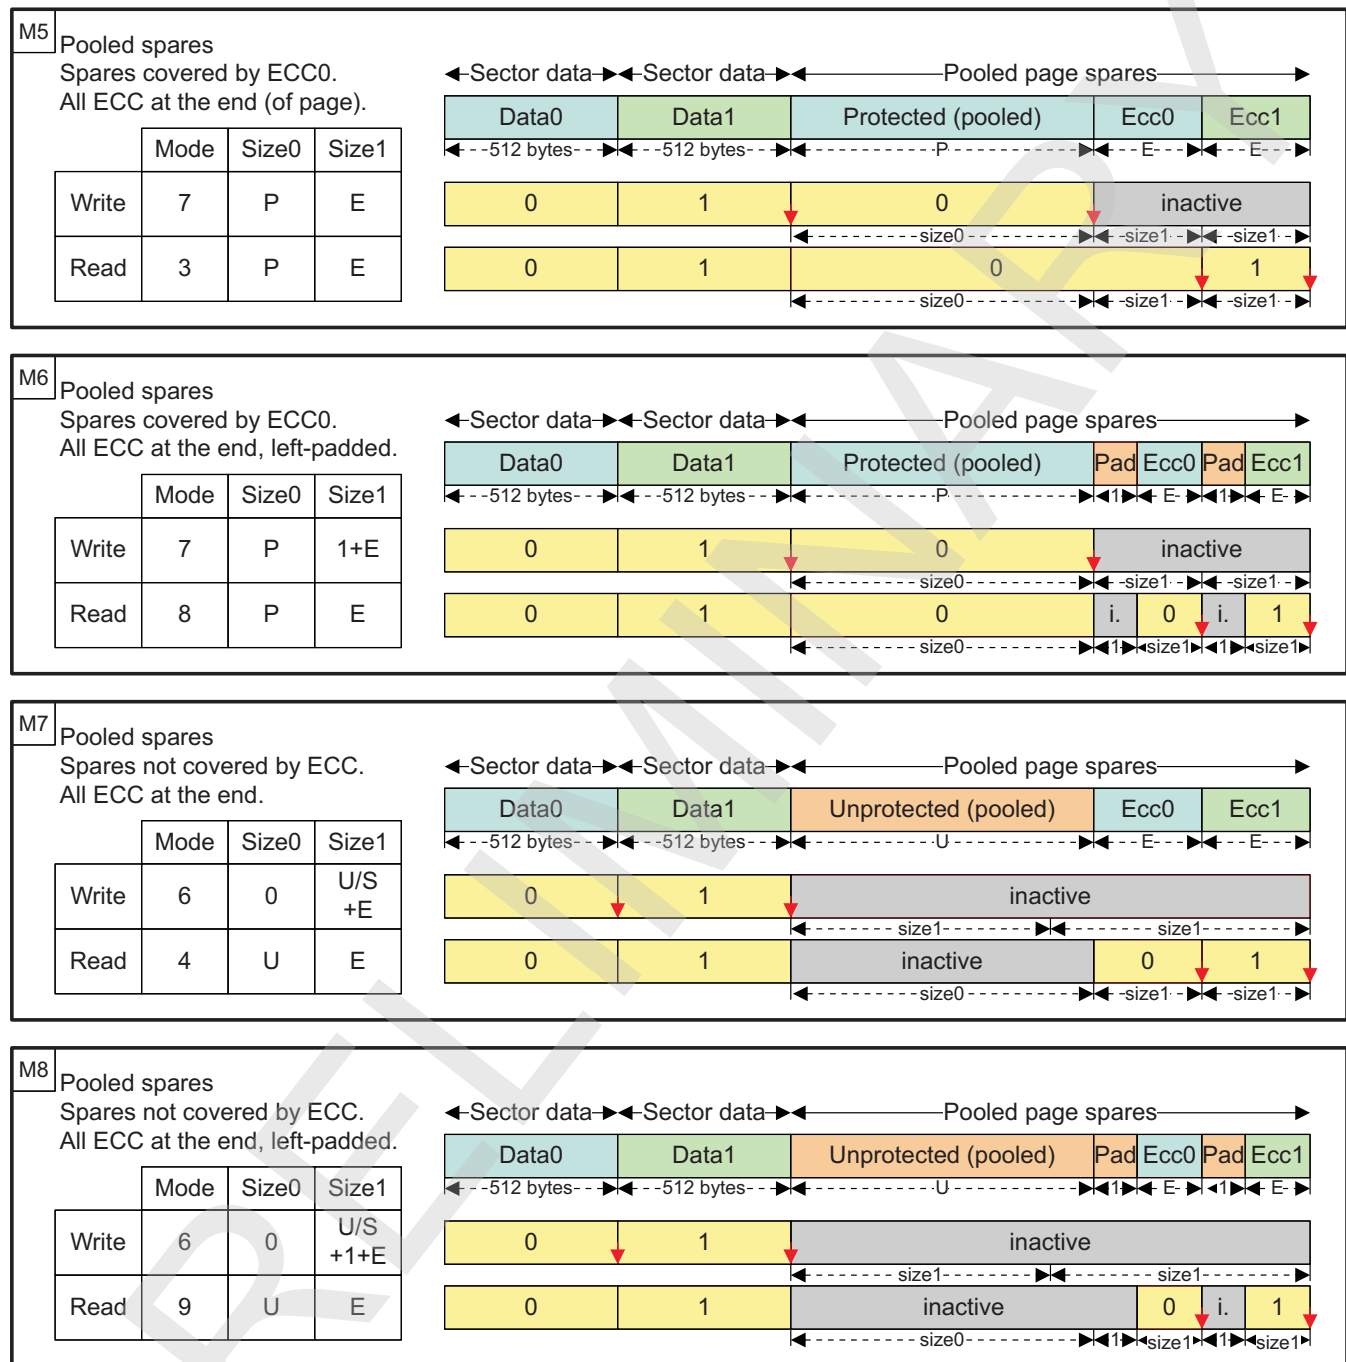 M5
Pooled spares
Spares covered by ECC0.
All ECC at the end (of page).
Mode Size0 Size1
Write 7 P E
Read 3 P E
Sector data Sector data Pooled page spares
Data0 Data1 Protected (pooled) Ecc0 Ecc1
512 bytes 512 bytes P E E
0 1 0 inactive
size0 size1 size1
0 1 0 1
size0 size1 size1
M6
Pooled spares
Spares covered by ECC0.
All ECC at the end, left-padded.
Mode Size0 Size1
Write 7 P 1+E
Read 8 P E
Sector data Sector data Pooled page spares
Data0 Data1 Protected (pooled) Pad Ecc0 Pad Ecc1
512 bytes 512 bytes P 1 E 1 E
0 1 0 inactive
size0 size1 size1
0 1 0 i. 0 i. 1
size0 1 size1 1 size1
M7
Pooled spares
Spares not covered by ECC.
All ECC at the end.
Mode Size0 Size1
Write 6 0 U/S
+E
Read 4 U E
Sector data Sector data Pooled page spares
Data0 Data1 Unprotected (pooled) Ecc0 Ecc1
512 bytes 512 bytes U E E
0 1 inactive
size1 size1
0 1 inactive 0 1
size0 size1 size1
M8
Pooled spares
Spares not covered by ECC.
All ECC at the end, left-padded.
Mode Size0 Size1
Write 6 0 U/S
+1+E
Read 9 U E
Sector data Sector data Pooled page spares
Data0 Data1 Unprotected (pooled) Pad Ecc0 Pad Ecc1
512 bytes 512 bytes U 1 E 1 E
0 1 inactive
size1 size1
0 1 inactive 0 i. 1
size0 1 size1 1 size1
RELIMINARY